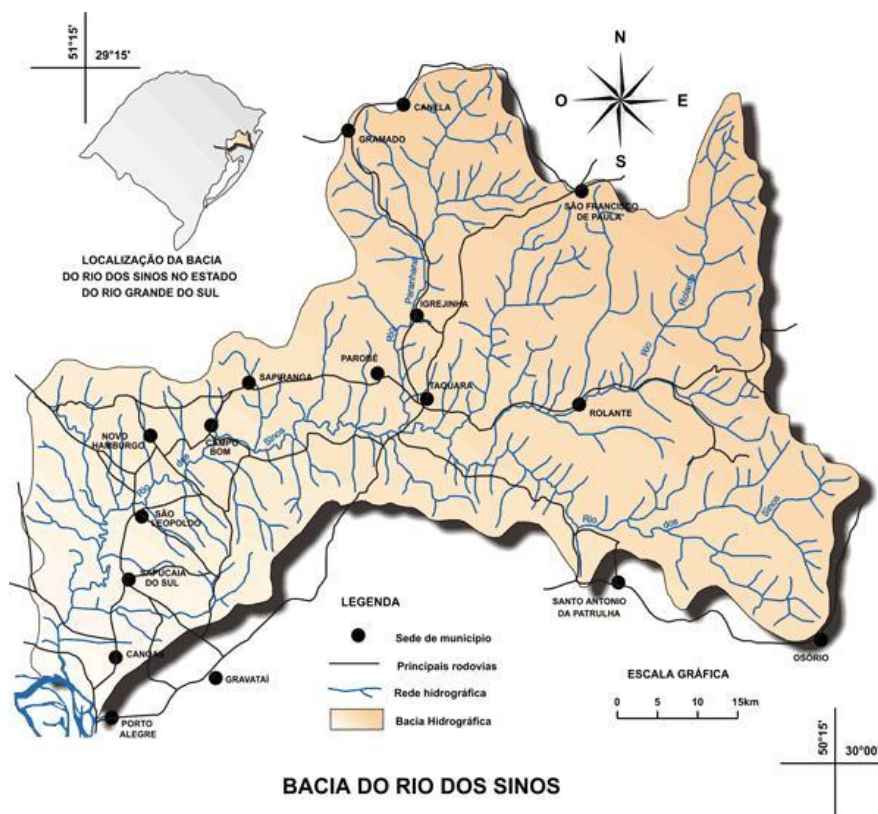 51°15'
29°15'
N
O
E
S
CANELA
GRAMADO
SÃO FRANCISCO
DE PAULA
LOCALIZAÇÃO DA BACIA
DO RIO DOS SINOS NO ESTADO
DO RIO GRANDE DO SUL
Rio
Paranhana
IGREJINHA
Rio
Rolante
PAROBÉ
SAPIRANGA
TAQUARA
ROLANTE
NOVO
HAMBURGO
CAMPO
BOM
Rio
dos
Sinos
SÃO
LEOPOLDO
Rio
dos
Sinos
SAPUCAIA
DO SUL
SANTO ANTONIO
DA PATRULHA
OSÓRIO
CANOAS
GRAVATAÍ
PORTO
ALEGRE
LEGENDA
Sede de município
Principais rodovias
Rede hidrográfica
Bacia Hidrográfica
ESCALA GRÁFICA
0 5 10 15km
50°15'
30°00'
BACIA DO RIO DOS SINOS